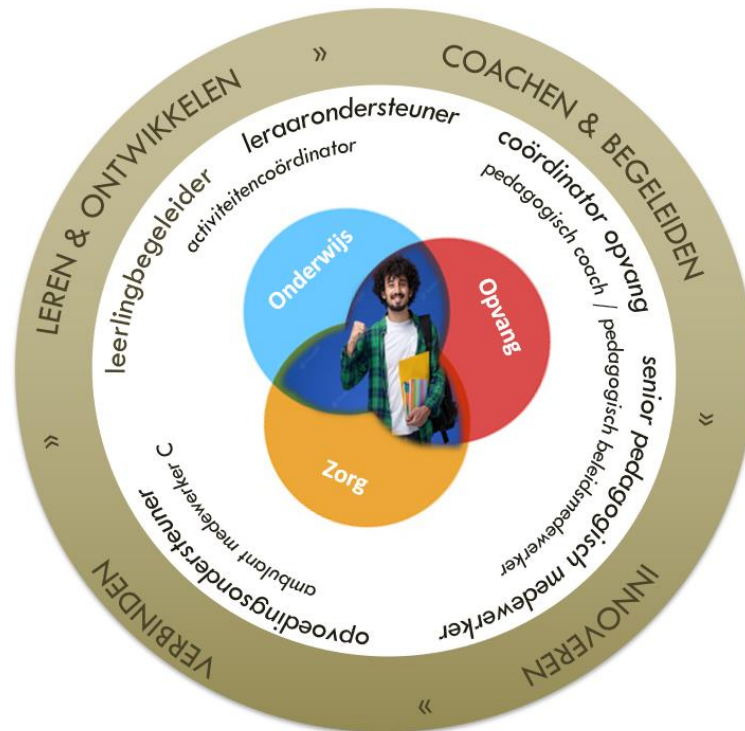 LEREN & ONTWIKKELEN
»
COACHEN & BEGELEIDEN
»
INNOVEREN
»
VERBINDEN
»
leerlingbegeleider
leraarondersteuner
activiteitencoördinator
coördinator opvang
pedagogisch coach / pedagogisch beleidsmedewerker
senior pedagogisch medewerker
opvoedingsondersteuner
ambulant medewerker C
Onderwijs
Opvang
Zorg